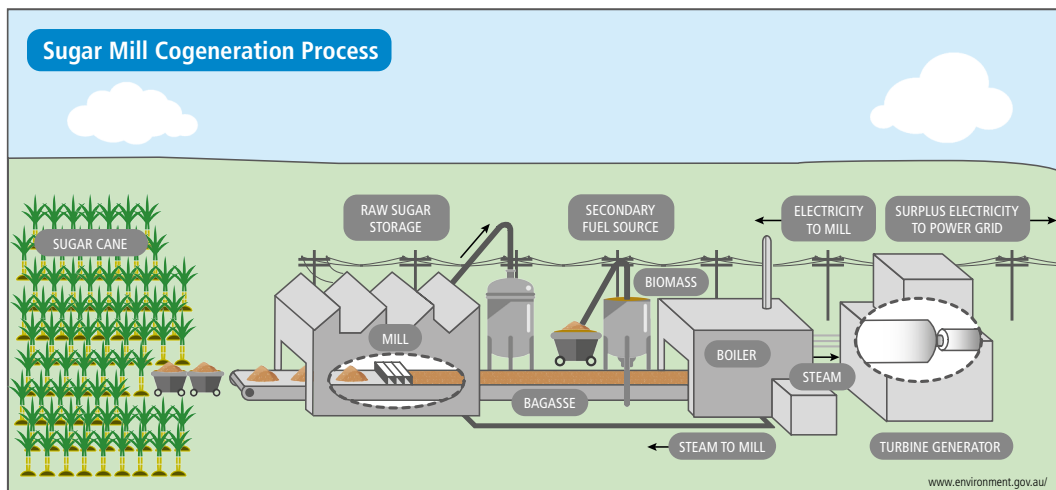 Sugar Mill Cogeneration Process
SUGAR CANE
RAW SUGAR
STORAGE
SECONDARY
FUEL SOURCE
ELECTRICITY
TO MILL
SURPLUS ELECTRICITY
TO POWER GRID
BIOMASS
MILL
BOILER
STEAM
BAGASSE
STEAM TO MILL
TURBINE GENERATOR
www.environment.gov.au/